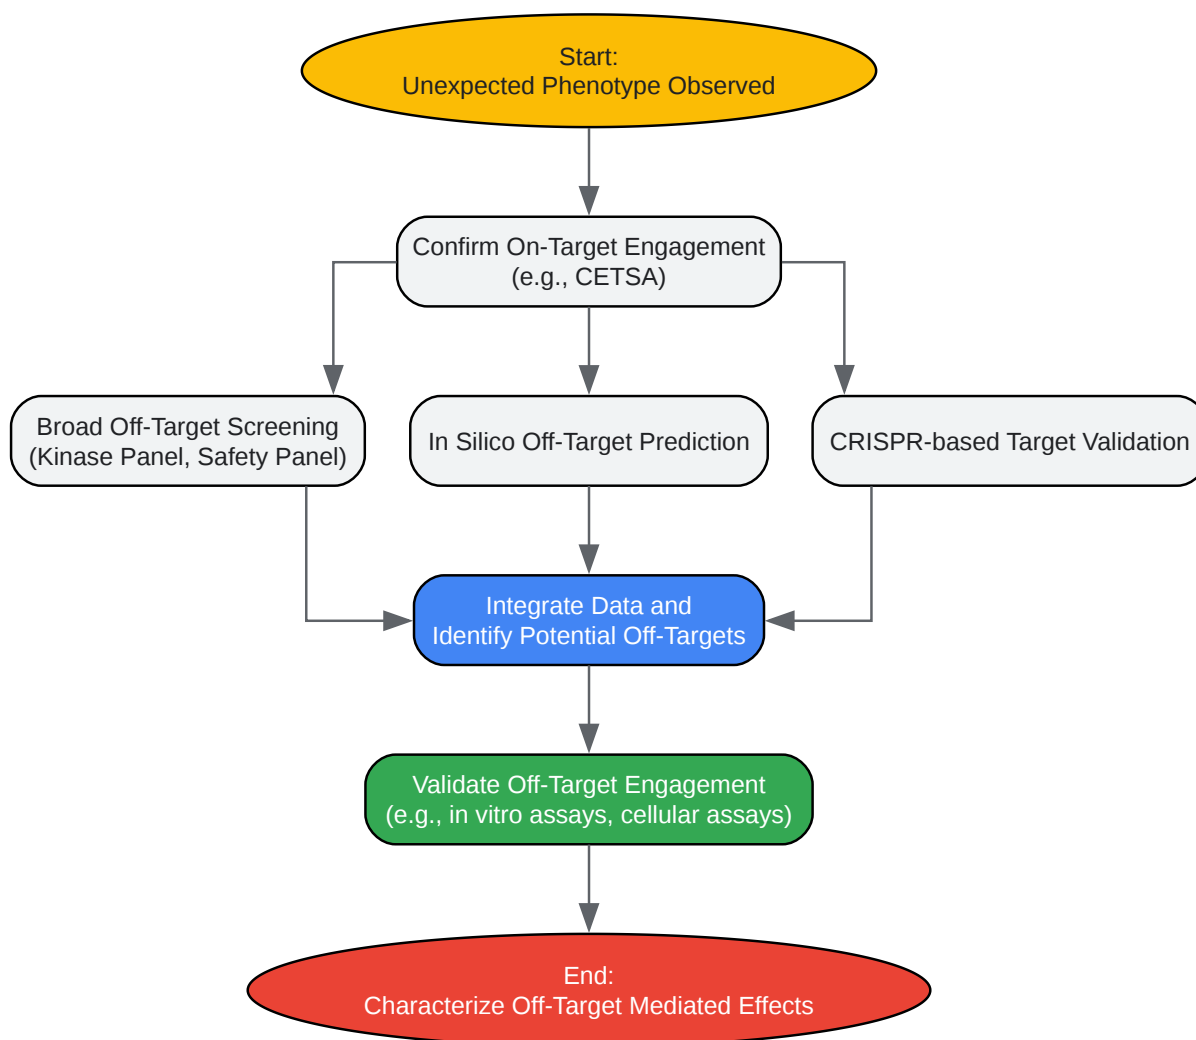 Start:
Unexpected Phenotype Observed
Confirm On-Target Engagement
(e.g., CETSA)
Broad Off-Target Screening
(Kinase Panel, Safety Panel)
In Silico Off-Target Prediction
CRISPR-based Target Validation
Integrate Data and
Identify Potential Off-Targets
Validate Off-Target Engagement
(e.g., in vitro assays, cellular assays)
End:
Characterize Off-Target Mediated Effects